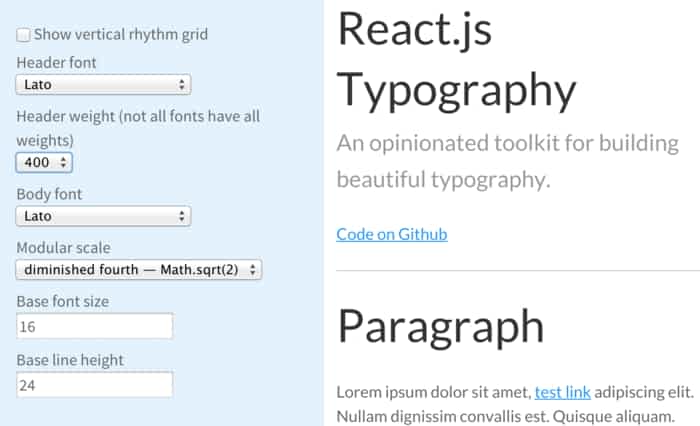 Show vertical rhythm grid
Header font
Lato
Header weight (not all fonts have all
weights)
400
Body font
Lato
Modular scale
diminished fourth — Math.sqrt(2)
Base font size
16
Base line height
24
React.js
Typography
An opinionated toolkit for building
beautiful typography.
Code on Github
Paragraph
Lorem ipsum dolor sit amet, test link adipiscing elit.
Nullam dignissim convallis est. Quisque aliquam.